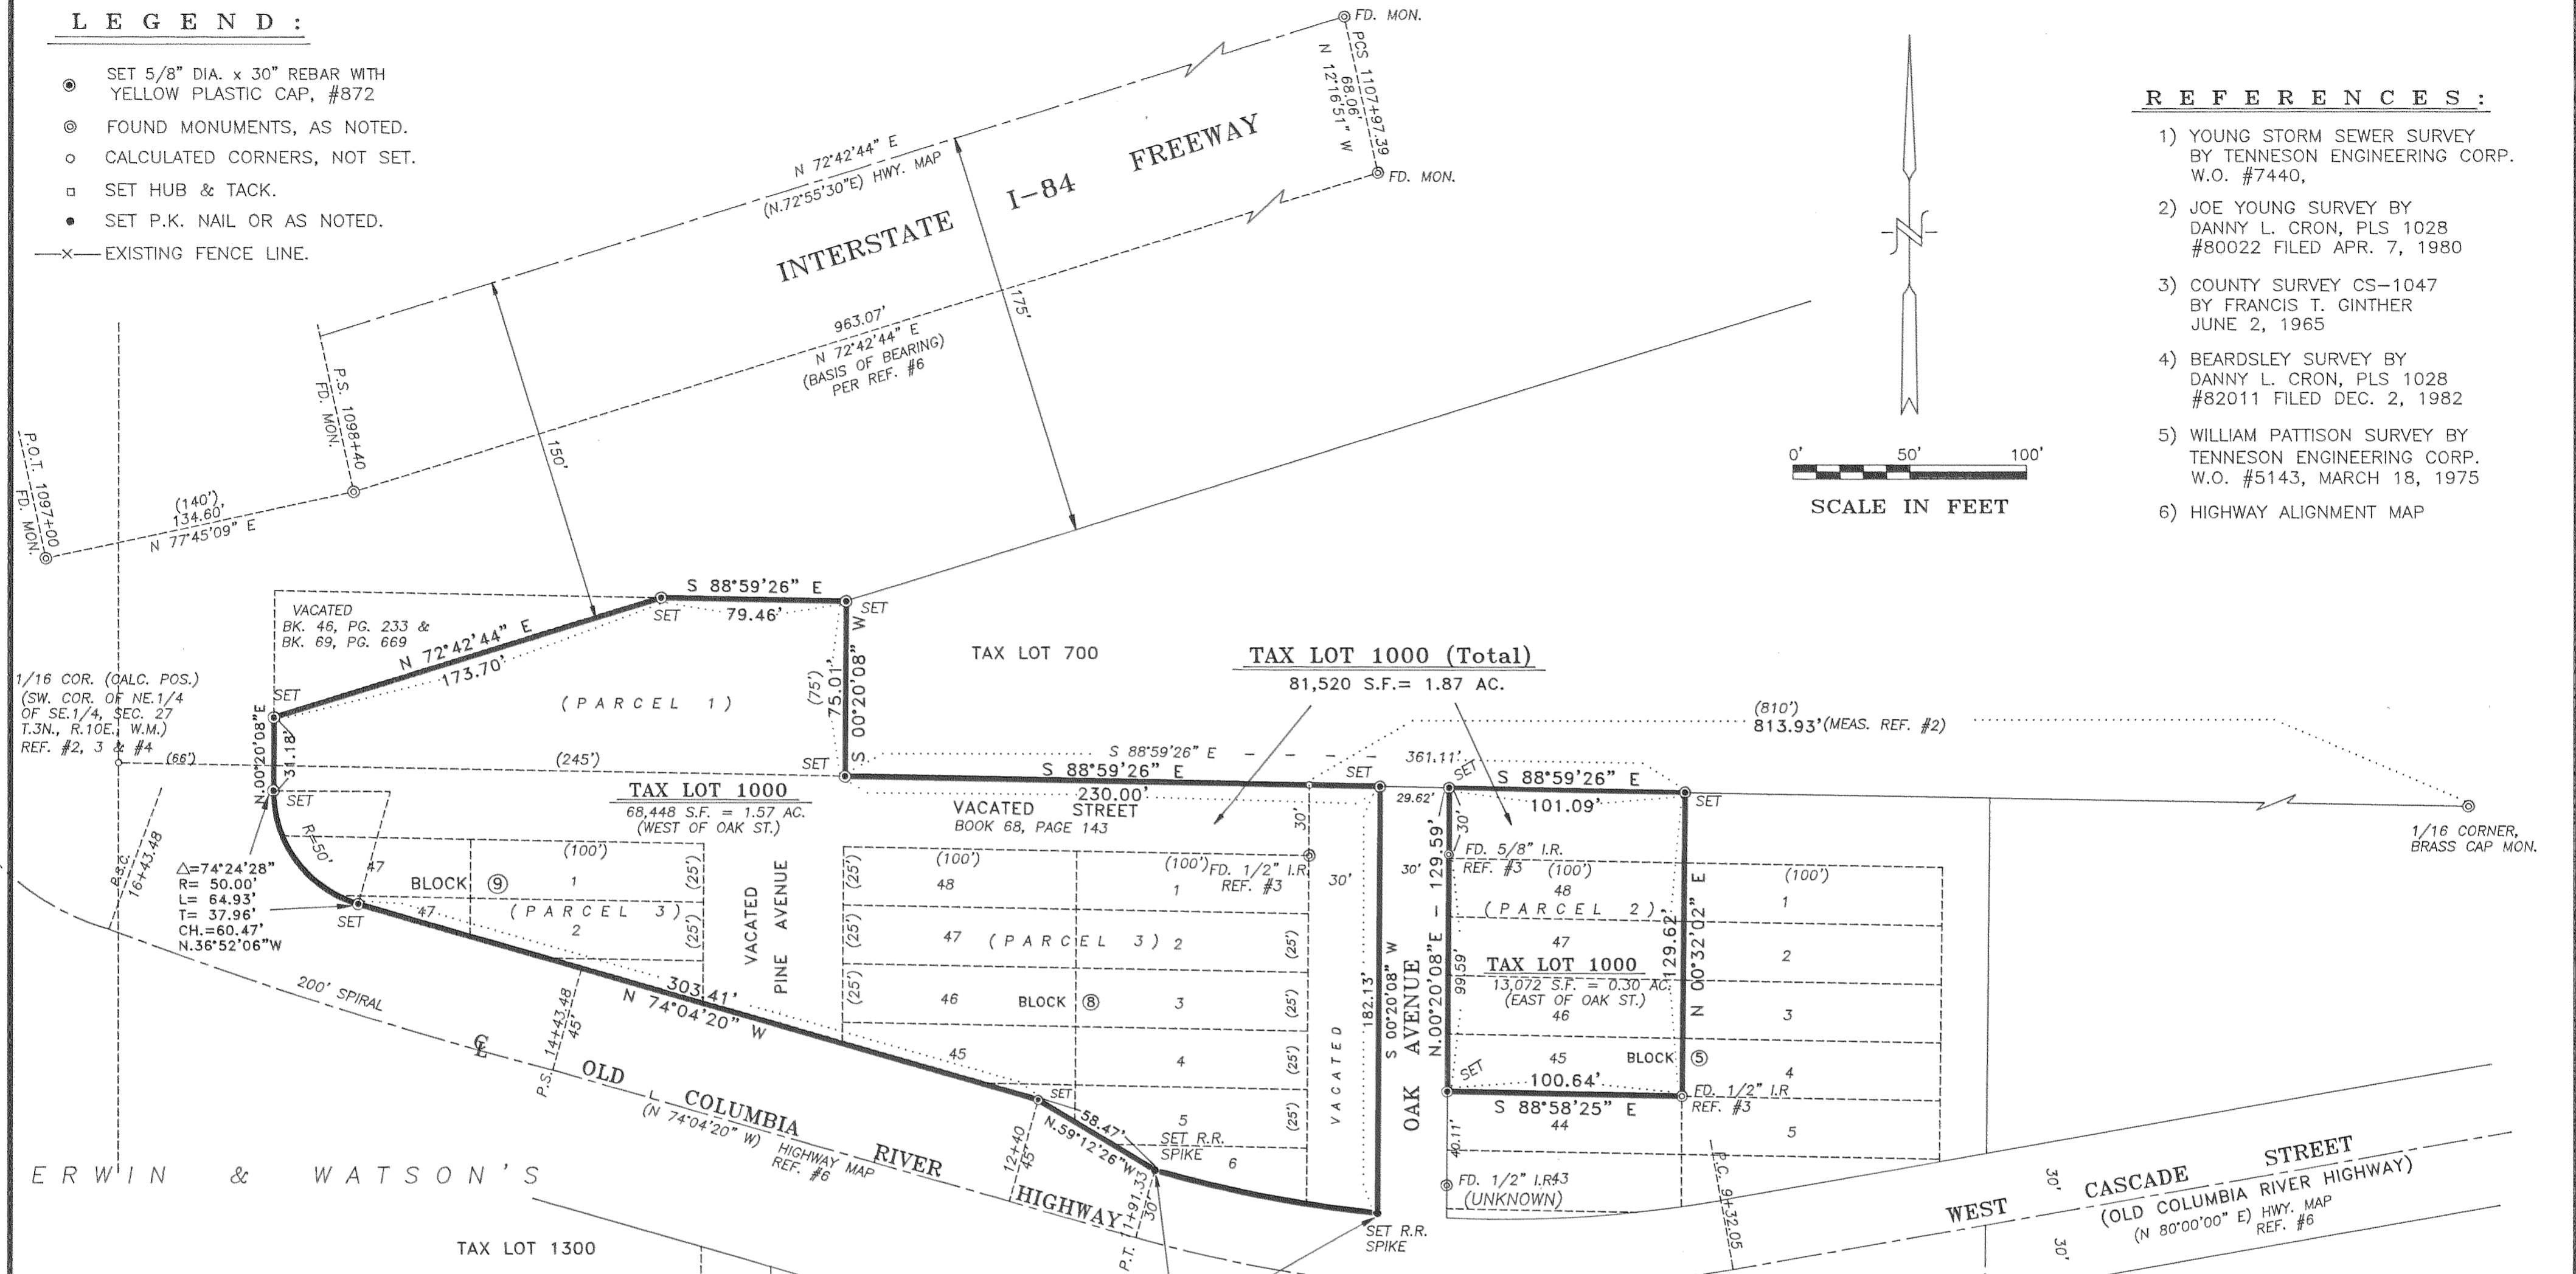 LEGEND:
SET 5/8" DIA. x 30" REBAR WITH
YELLOW PLASTIC CAP, #872
FOUND MONUMENTS, AS NOTED.
CALCULATED CORNERS, NOT SET.
SET HUB & TACK.
SET P.K. NAIL OR AS NOTED.
—x— EXISTING FENCE LINE.
FD. MON.
PCS 1107+97.39
68.06'
N 12°16'51" W
FD. MON.
N 72°42'44" E
(N.72°55'30"E) HWY. MAP
INTERSTATE I-84 FREEWAY
175'
963.07'
N 72°42'44" E
(BASIS OF BEARING)
PER REF. #6
150'
P.S. 1098+40
FD. MON.
P.O.T. 1097+00
FD. MON.
(140')
134.60'
N 77°45'09" E
REFERENCES:
1) YOUNG STORM SEWER SURVEY
BY TENNESON ENGINEERING CORP.
W.O. #7440,
2) JOE YOUNG SURVEY BY
DANNY L. CRON, PLS 1028
#80022 FILED APR. 7, 1980
3) COUNTY SURVEY CS-1047
BY FRANCIS T. GINTHER
JUNE 2, 1965
4) BEARDSLEY SURVEY BY
DANNY L. CRON, PLS 1028
#82011 FILED DEC. 2, 1982
5) WILLIAM PATTISON SURVEY BY
TENNESON ENGINEERING CORP.
W.O. #5143, MARCH 18, 1975
6) HIGHWAY ALIGNMENT MAP
N
0' 50' 100'
SCALE IN FEET
VACATED
BK. 46, PG. 233 &
BK. 69, PG. 669
N 72°42'44" E
173.70'
S 88°59'26" E
79.46'
SET
SET
S 00°20'08" W
75.01'
(75')
TAX LOT 700
TAX LOT 1000 (Total)
81,520 S.F.= 1.87 AC.
(PARCEL 1)
1/16 COR. (CALC. POS.)
(SW. COR. OF NE.1/4
OF SE.1/4, SEC. 27
T.3N., R.10E., W.M.)
REF. #2, 3 & #4
SET
N.00°20'08"E
31.18'
(66')
(245')
SET
SET
S 88°59'26" E
361.11'
(810')
813.93'(MEAS. REF. #2)
S 88°59'26" E
230.00'
SET
SET
29.62'
S 88°59'26" E
101.09'
SET
1/16 CORNER,
BRASS CAP MON.
TAX LOT 1000
68,448 S.F. = 1.57 AC.
(WEST OF OAK ST.)
VACATED STREET
BOOK 68, PAGE 143
30'
30'
P.S.C.
16+43.48
R=50'
△=74°24'28"
R= 50.00'
L= 64.93'
T= 37.96'
CH.=60.47'
N.36°52'06"W
SET
47
47
BLOCK 9
(100')
1
(25')
(PARCEL 3)
2
(25')
VACATED
PINE AVENUE
(25')
(25')
(25')
(100')
48
(100')
1
FD. 1/2" I.R.
REF. #3
30'
30'
47 (PARCEL 3) 2
(25')
46 BLOCK 8 3
(25')
45
4
(25')
5
(25')
6
VACATED
182.13'
S 00°20'08" W
OAK AVENUE
N.00°20'08"E - 129.59'
99.59'
FD. 5/8" I.R.
REF. #3
(100')
48
(PARCEL 2)
47
TAX LOT 1000
13,072 S.F. = 0.30 AC.
(EAST OF OAK ST.)
46
45
BLOCK 5
129.62'
N 00°32'02" E
(100')
1
2
3
4
5
SET
100.64'
S 88°58'25" E
44
FD. 1/2" I.R
REF. #3
40.11'
FD. 1/2" I.R.
43
(UNKNOWN)
P.C. 9+32.05
200' SPIRAL
303.41'
N 74°04'20" W
P.S. 14+43.48
45'
CL OLD COLUMBIA RIVER HIGHWAY
(N 74°04'20" W) HIGHWAY MAP
REF. #6
12+40
45'
SET
58.47'
N.59°12'26"W
SET R.R.
SPIKE
P.T. 11+91.33
30'
SET R.R.
SPIKE
WEST CASCADE STREET
(OLD COLUMBIA RIVER HIGHWAY)
(N 80°00'00" E) HWY. MAP
REF. #6
30'
30'
ERWIN & WATSON'S
TAX LOT 1300